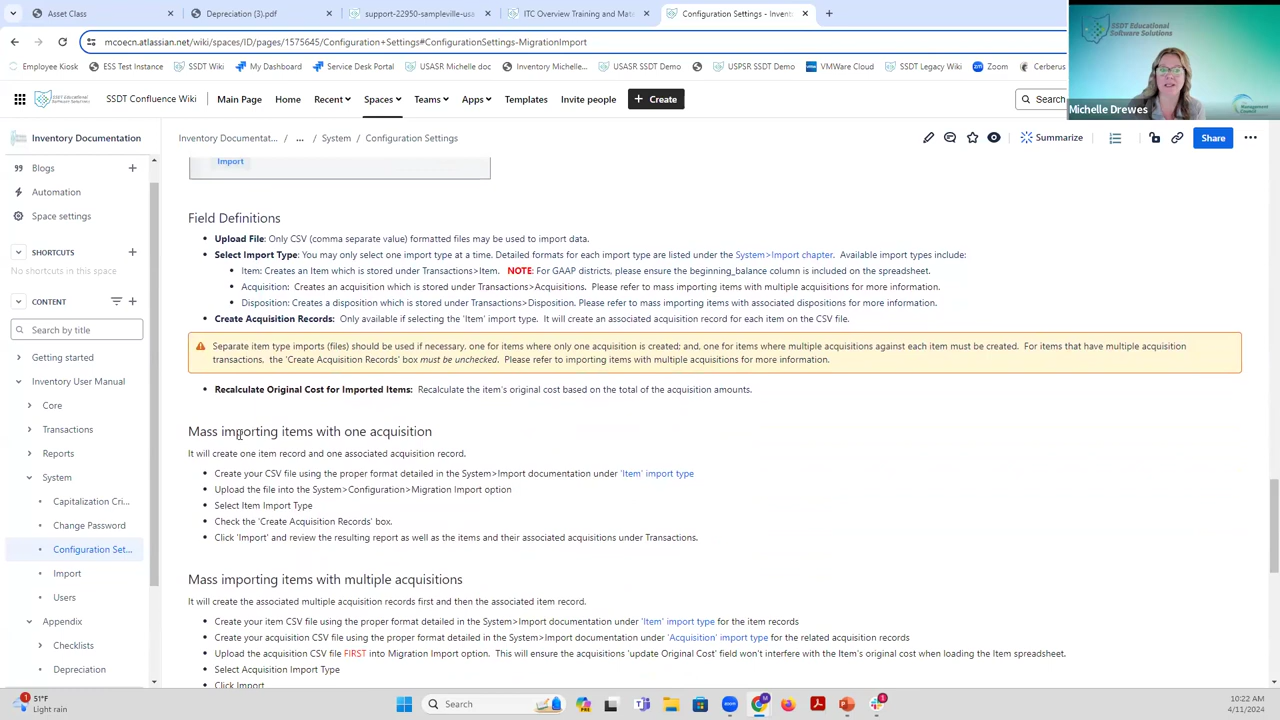 Asset Class
Depreciation (3).pdf
support-22950-sampleville-usa
ITC Overview Training and Mate
Configuration Settings - Invento
mcoecn.atlassian.net/wiki/spaces/ID/pages/1575645/Configuration+Settings#ConfigurationSettings-MigrationImport
Employee Kiosk
ESS Test Instance
SSDT Wiki
My Dashboard
Service Desk Portal
USASR Michelle doc
Inventory Michelle...
USASR SSDT Demo
USPSR SSDT Demo
VMWare Cloud
SSDT Legacy Wiki
Zoom
Cerberus
SSDT Educational
Software Solutions
Management
Council
Michelle Drewes
SSDT Confluence Wiki
Main Page
Home
Recent
Spaces
Teams
Apps
Templates
Invite people
Create
Search
Inventory Documentation
Inventory Documentat... / ... / System / Configuration Settings
Summarize
Share
Blogs
Automation
Space settings
SHORTCUTS
No shortcuts in this space
CONTENT
Search by title
Getting started
Inventory User Manual
Core
Transactions
Reports
System
Capitalization Cri...
Change Password
Configuration Set...
Import
Users
Appendix
Checklists
Depreciation
Import
Field Definitions
Upload File: Only CSV (comma separate value) formatted files may be used to import data.
Select Import Type: You may only select one import type at a time. Detailed formats for each import type are listed under the System>Import chapter. Available import types include:
Item: Creates an Item which is stored under Transactions>Item. NOTE: For GAAP districts, please ensure the beginning_balance column is included on the spreadsheet.
Acquisition: Creates an acquisition which is stored under Transactions>Acquisitions. Please refer to mass importing items with multiple acquisitions for more information.
Disposition: Creates a disposition which is stored under Transactions>Disposition. Please refer to mass importing items with associated dispositions for more information.
Create Acquisition Records: Only available if selecting the 'Item' import type. It will create an associated acquisition record for each item on the CSV file.
Separate item type imports (files) should be used if necessary, one for items where only one acquisition is created; and, one for items where multiple acquisitions against each item must be created. For items that have multiple acquisition
transactions, the 'Create Acquisition Records' box must be unchecked. Please refer to importing items with multiple acquisitions for more information.
Recalculate Original Cost for Imported Items: Recalculate the item's original cost based on the total of the acquisition amounts.
Mass importing items with one acquisition
It will create one item record and one associated acquisition record.
Create your CSV file using the proper format detailed in the System>Import documentation under 'Item' import type
Upload the file into the System>Configuration>Migration Import option
Select Item Import Type
Check the 'Create Acquisition Records' box.
Click 'Import' and review the resulting report as well as the items and their associated acquisitions under Transactions.
Mass importing items with multiple acquisitions
It will create the associated multiple acquisition records first and then the associated item record.
Create your item CSV file using the proper format detailed in the System>Import documentation under 'Item' import type for the item records
Create your acquisition CSV file using the proper format detailed in the System>Import documentation under 'Acquisition' import type for the related acquisition records
Upload the acquisition CSV file FIRST into Migration Import option. This will ensure the acquisitions 'update Original Cost' field won't interfere with the Item's original cost when loading the Item spreadsheet.
Select Acquisition Import Type
Click Import
1
51°F
Light rain
Search
10:22 AM
4/11/2024